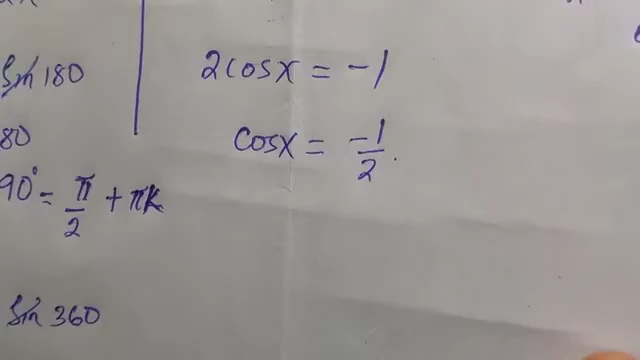 sin 180
80
90° = π/2 + πk
sin 360
2cosx = -1
cosx = -1/2.